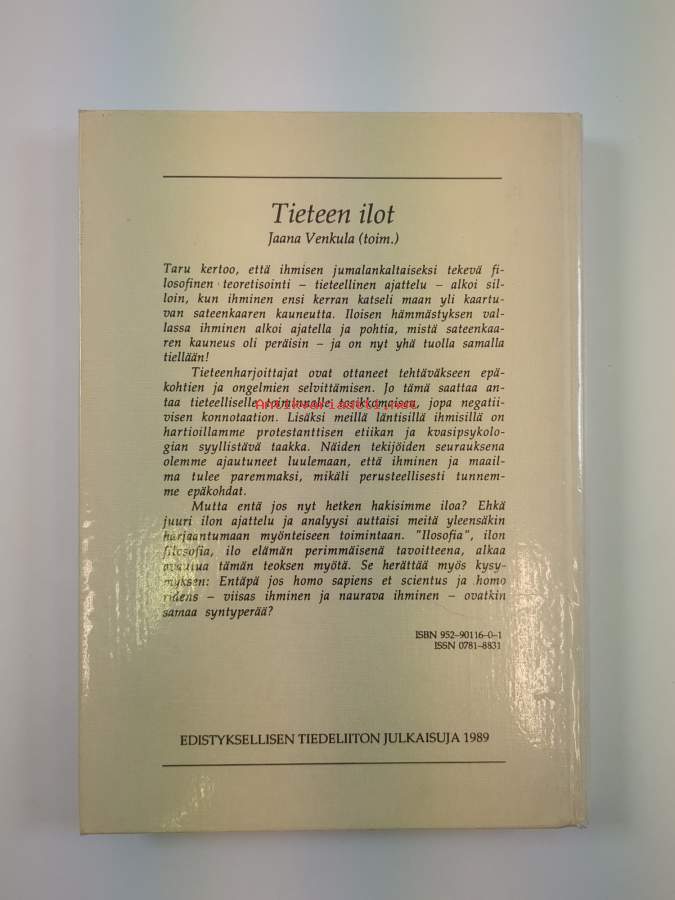 Tieteen ilot
Jaana Venkula (toim.)
Taru kertoo, että ihmisen jumalankaltaiseksi tekevä fi-
losofinen teoretisointi – tieteellinen ajattelu – alkoi sil-
loin, kun ihminen ensi kerran katseli maan yli kaartu-
van sateenkaaren kauneutta. Iloisen hämmästyksen val-
lassa ihminen alkoi ajatella ja pohtia, mistä sateenkaa-
ren kauneus oli peräisin – ja on nyt yhä tuolla samalla
tiellään!
Tieteenharjoittajat ovat ottaneet tehtäväkseen epä-
kohtien ja ongelmien selvittämisen. Jo tämä saattaa an-
taa tieteelliselle toiminnalle tosikkomaisen, jopa negatii-
Antikvariaatti.net
visen konnotaation. Lisäksi meillä läntisillä ihmisillä on
hartioillamme protestanttisen etiikan ja kvasipsykolo-
gian syyllistävä taakka. Näiden tekijöiden seurauksena
olemme ajautuneet luulemaan, että ihminen ja maail-
ma tulee paremmaksi, mikäli perusteellisesti tunnem-
me epäkohdat.
Mutta entä jos nyt hetken hakisimme iloa? Ehkä
juuri ilon ajattelu ja analyysi auttaisi meitä yleensäkin
harjaantumaan myönteiseen toimintaan. "Ilosofia", ilon
filosofia, ilo elämän perimmäisenä tavoitteena, alkaa
avautua tämän teoksen myötä. Se herättää myös kysy-
myksen: Entäpä jos homo sapiens et scientus ja homo
ridens – viisas ihminen ja naurava ihminen – ovatkin
samaa syntyperää?
ISBN 952–90116–0–1
ISSN 0781–8831
EDISTYKSELLISEN TIEDELIITON JULKAISUJA 1989